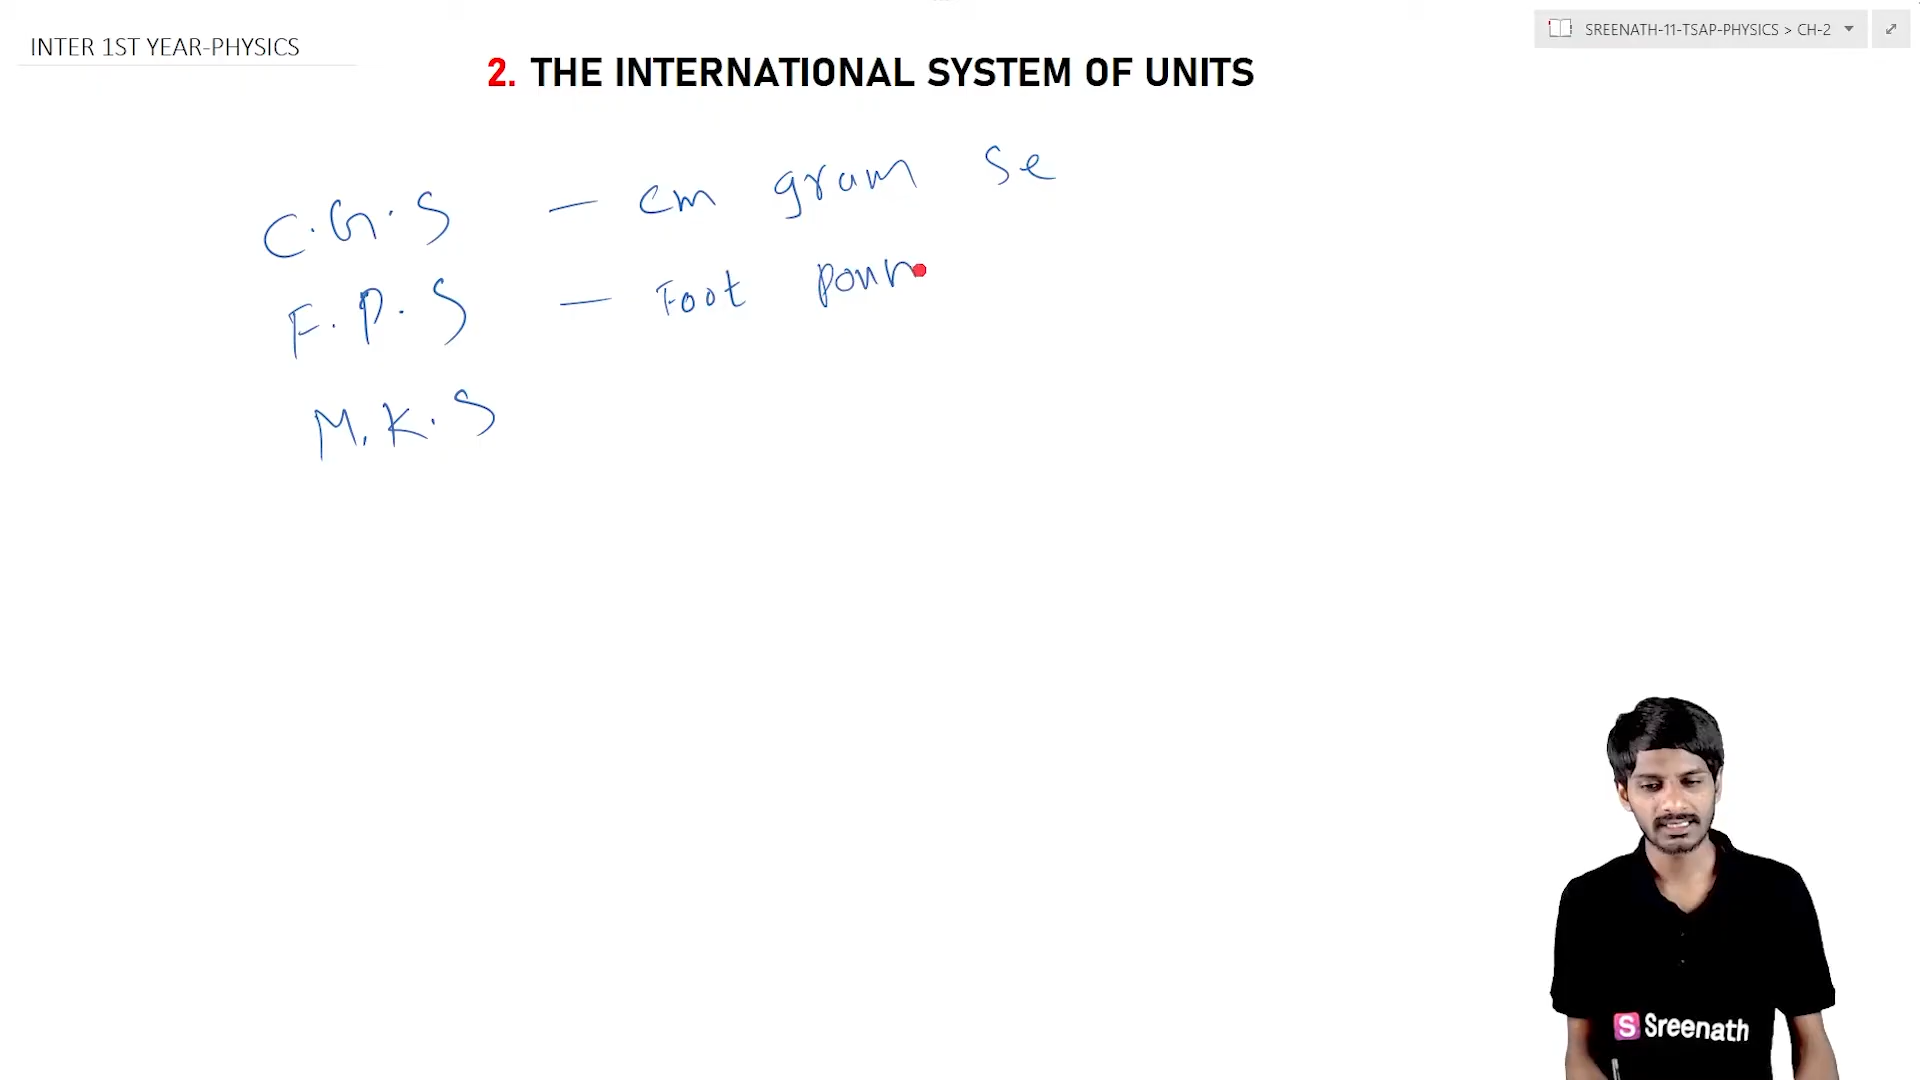 INTER 1ST YEAR-PHYSICS
SREENATH-11-TSAP-PHYSICS > CH-2
2. THE INTERNATIONAL SYSTEM OF UNITS
C.G.S — cm gram Se
F.P.S — Foot Poun
M.K.S
S Sreenath